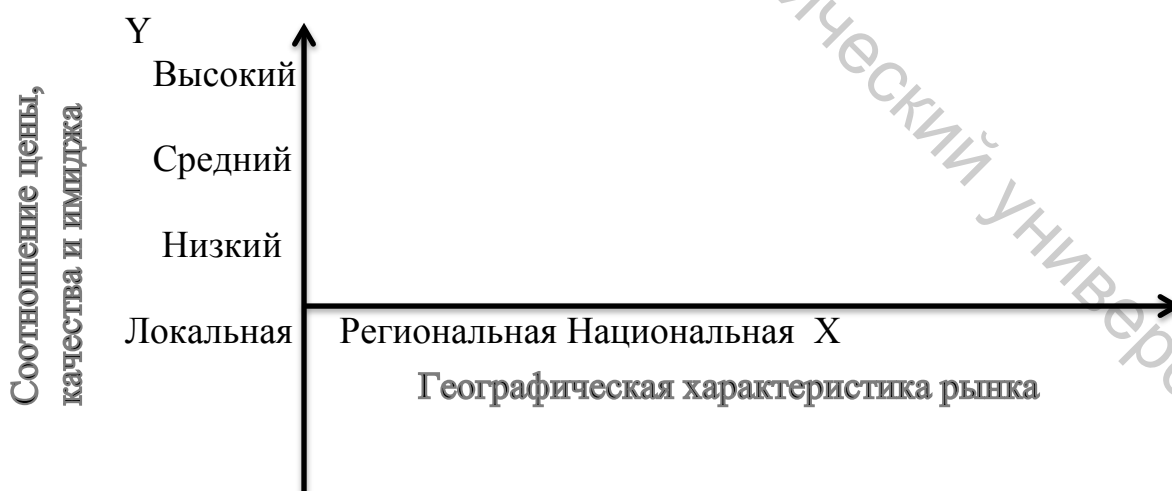 Y
Высокий
Средний
Низкий
Соотношение цены,
качества и имиджа
Локальная Региональная Национальная X
Географическая характеристика рынка